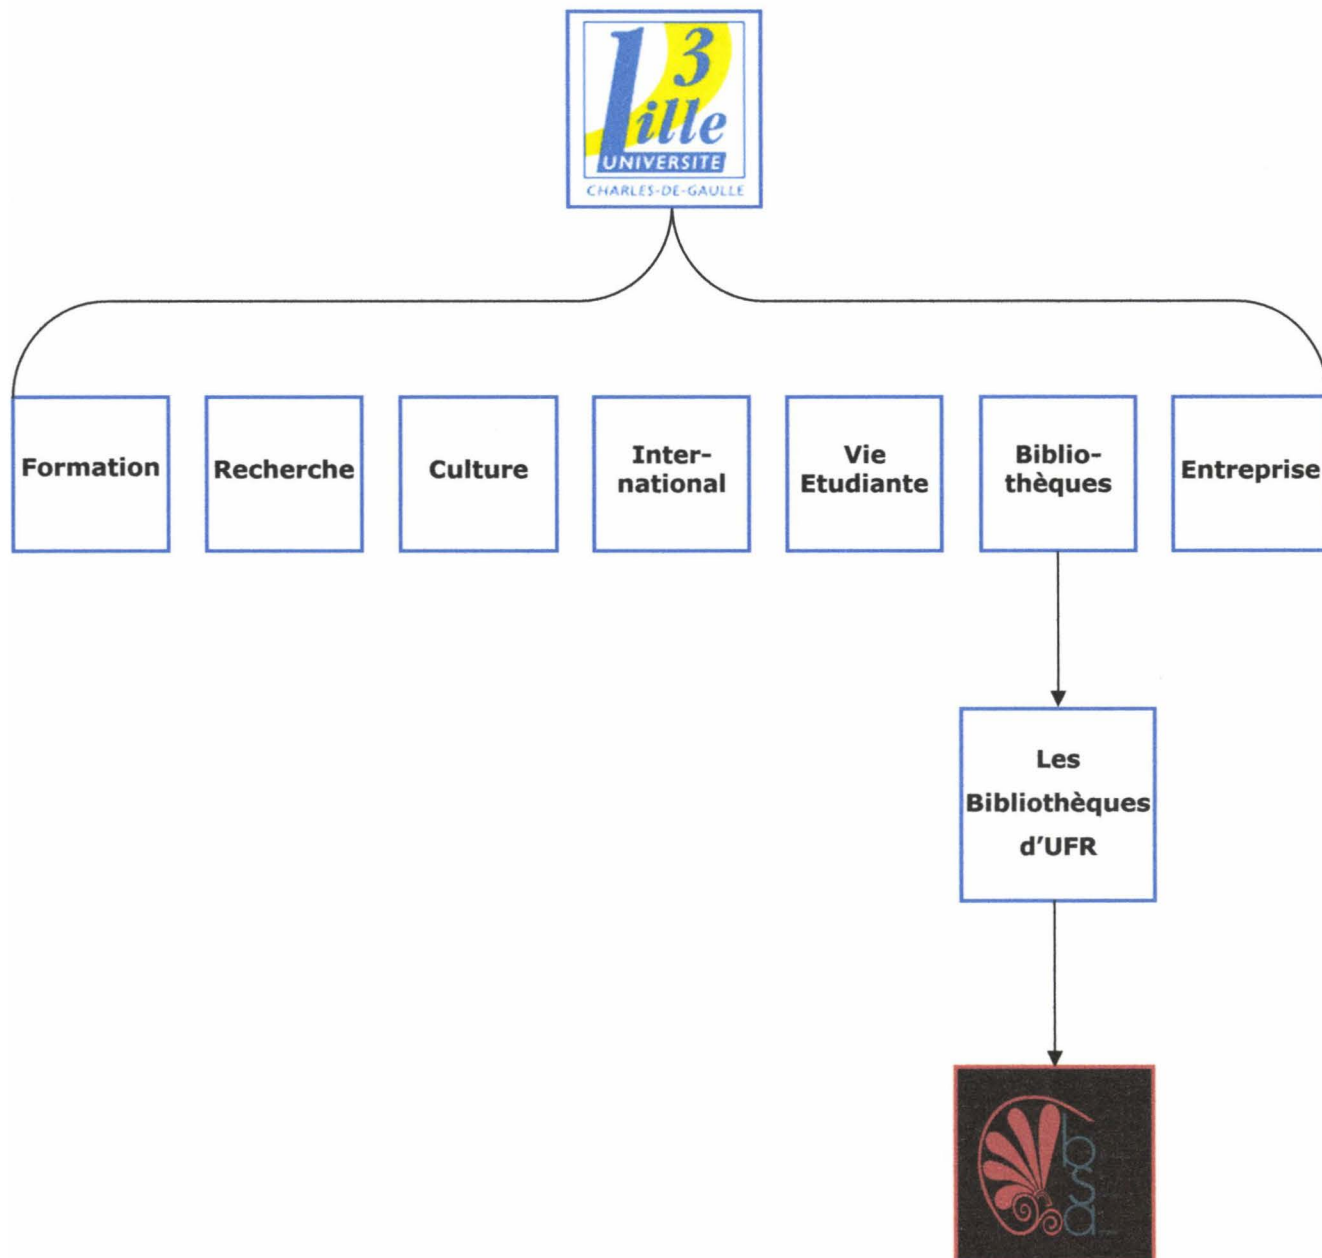 3
Lille
UNIVERSITE
CHARLES-DE-GAULLE
Formation
Recherche
Culture
Inter-
national
Vie
Etudiante
Biblio-
thèques
Entreprise
Les
Bibliothèques
d'UFR
bsa